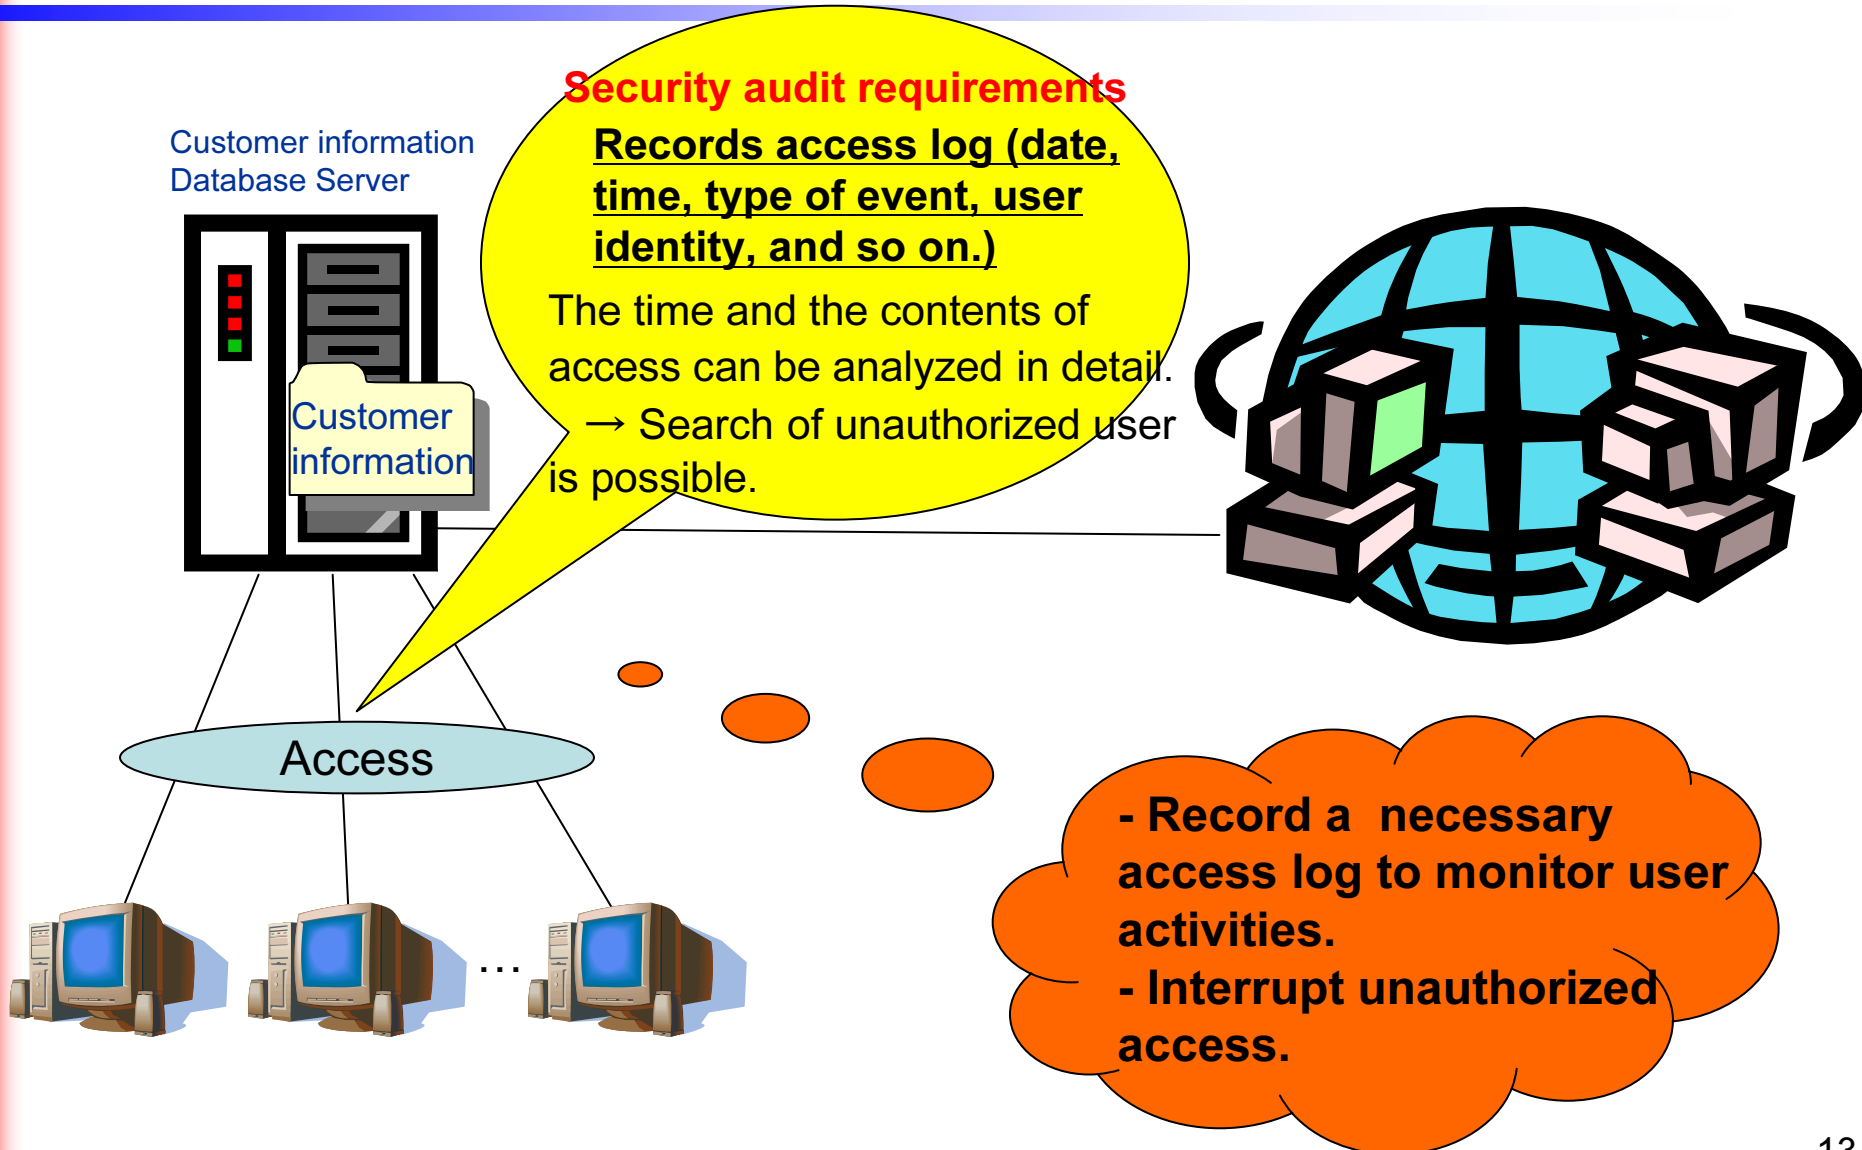 Security audit requirements
Records access log (date,
time, type of event, user
identity, and so on.)
The time and the contents of
access can be analyzed in detail.
→ Search of unauthorized user
is possible.
Customer information
Database Server
Customer
information
Access
…
- Record a  necessary
access log to monitor user
activities.
- Interrupt unauthorized
access.
13